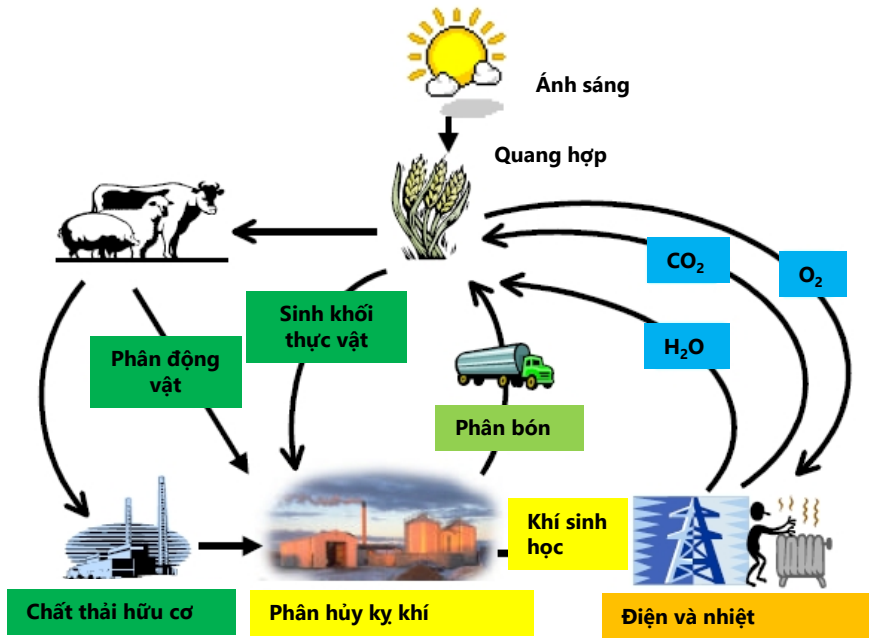 Ánh sáng
Quang hợp
CO₂
O₂
Sinh khối
thực vật
H₂O
Phân động
vật
Phân bón
Khí sinh
học
Chất thải hữu cơ
Phân hủy kỵ khí
Điện và nhiệt